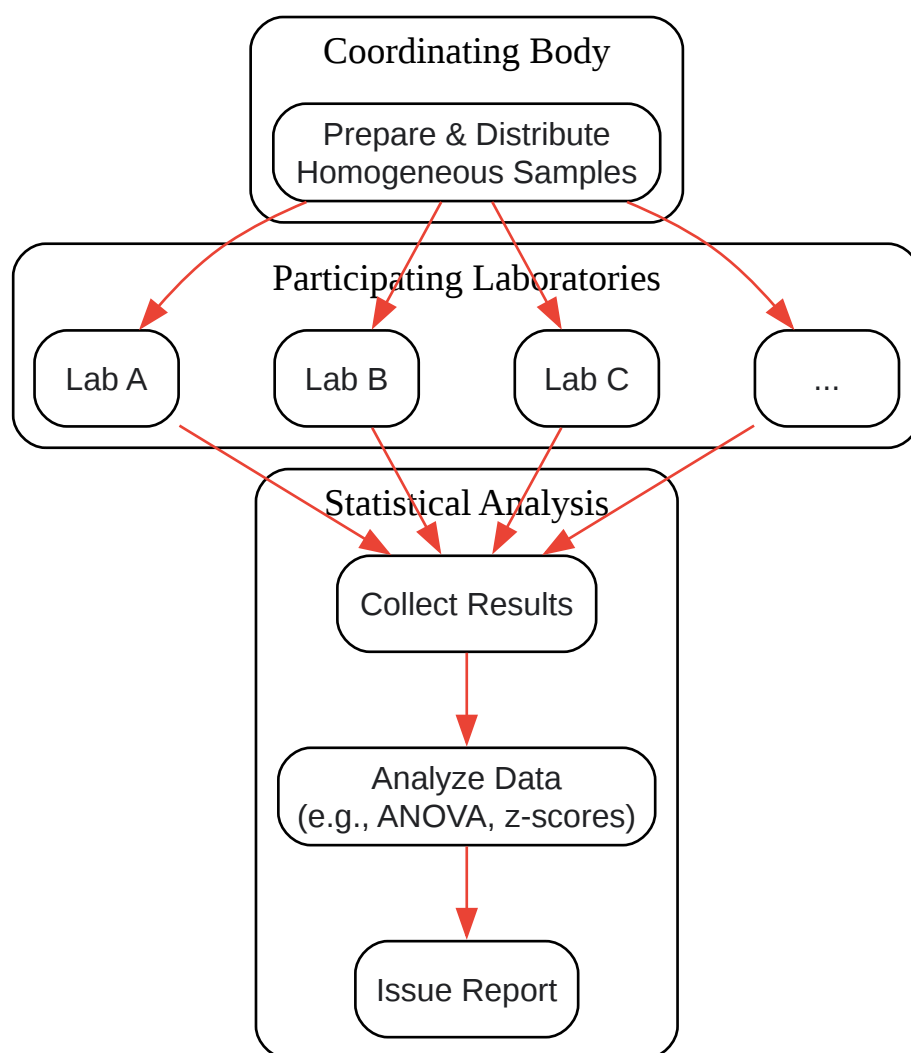 Coordinating Body
Prepare & Distribute
Homogeneous Samples
Participating Laboratories
Lab A
Lab B
Lab C
...
Statistical Analysis
Collect Results
Analyze Data
(e.g., ANOVA, z-scores)
Issue Report